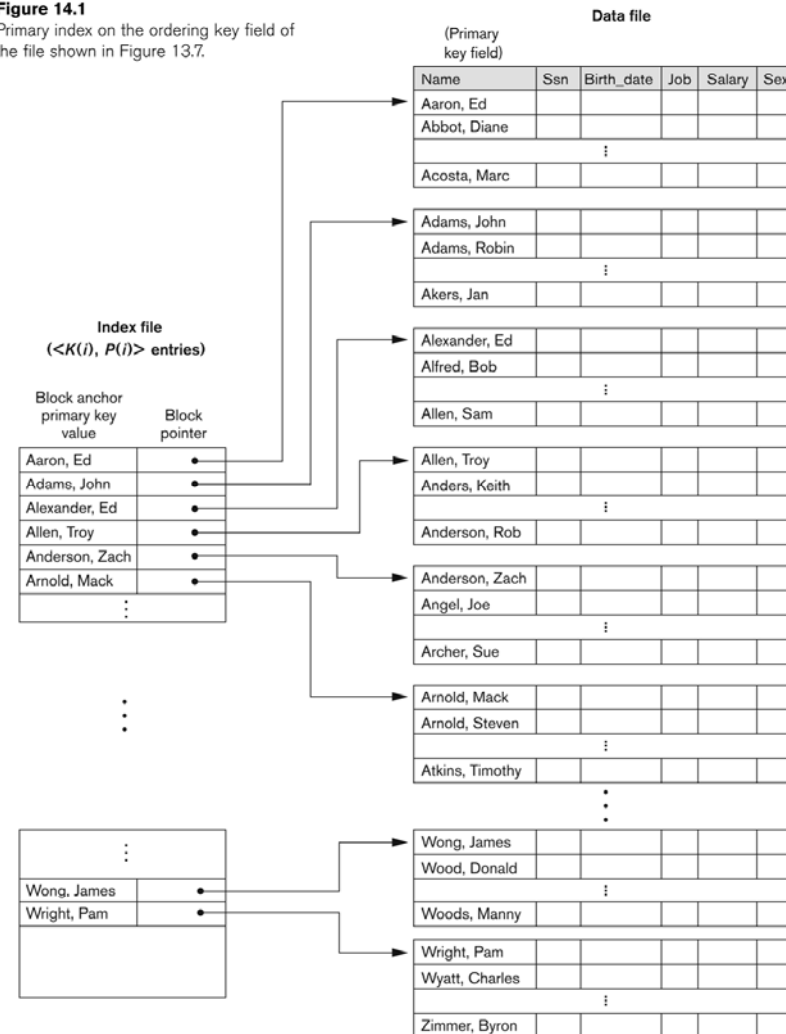 Figure 14.1
Primary index on the ordering key field of
the file shown in Figure 13.7.
Data file
(Primary
key field)
Name Ssn Birth_date Job Salary Sex
Aaron, Ed
Abbot, Diane
⋮
Acosta, Marc
Adams, John
Adams, Robin
⋮
Akers, Jan
Alexander, Ed
Alfred, Bob
⋮
Allen, Sam
Allen, Troy
Anders, Keith
⋮
Anderson, Rob
Anderson, Zach
Angel, Joe
⋮
Archer, Sue
Arnold, Mack
Arnold, Steven
⋮
Atkins, Timothy
⋮
Wong, James
Wood, Donald
⋮
Woods, Manny
Wright, Pam
Wyatt, Charles
⋮
Zimmer, Byron
Index file
(<K(i), P(i)> entries)
Block anchor
primary key
value
Block
pointer
Aaron, Ed
Adams, John
Alexander, Ed
Allen, Troy
Anderson, Zach
Arnold, Mack
⋮
⋮
⋮
Wong, James
Wright, Pam